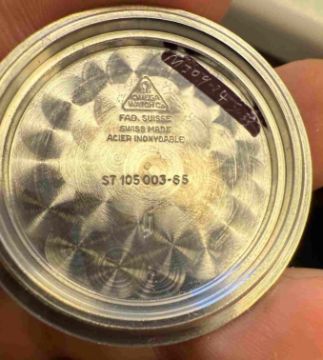 OMEGA
WATCH Co
FAB. SUISSE
SWISS MADE
ACIER INOXYDABLE
ST 105 003-65